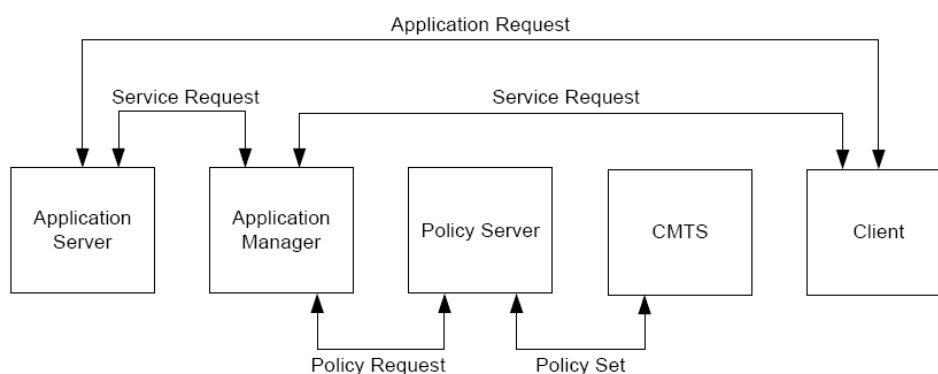 Application Request
Service Request
Service Request
Application
Server
Application
Manager
Policy Server
CMTS
Client
Policy Request
Policy Set